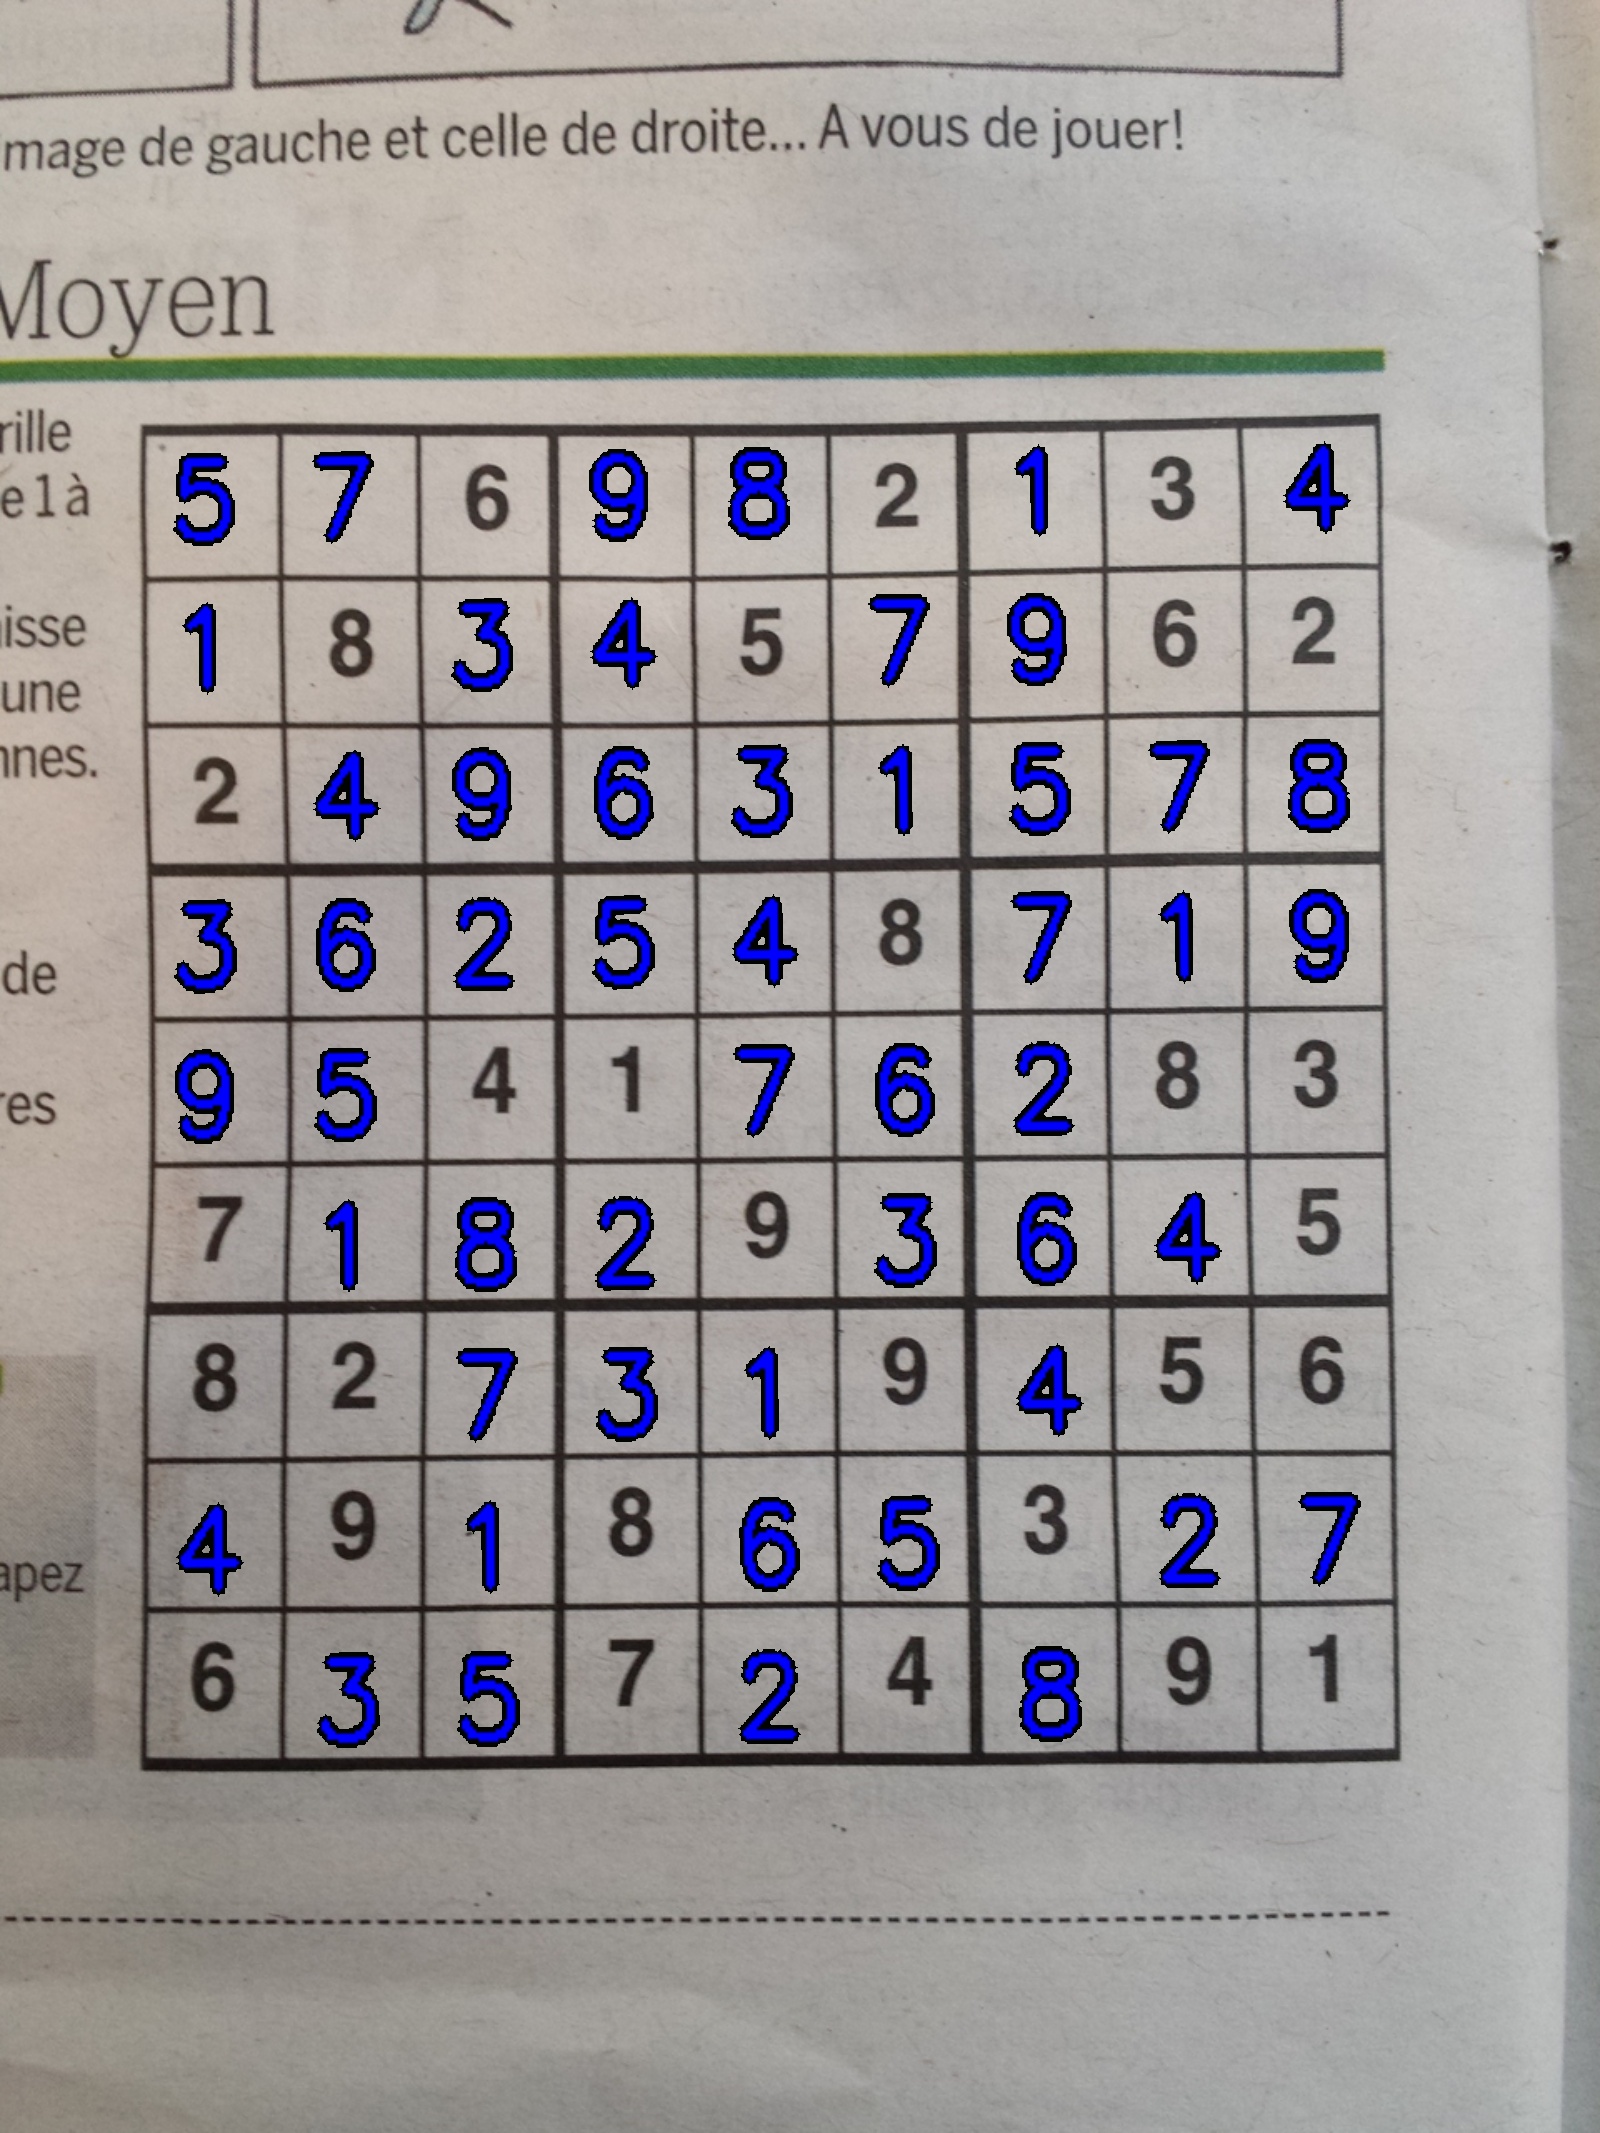 mage de gauche et celle de droite... A vous de jouer!
Moyen
rille
e 1 à
isse
une
nnes.
de
res
apez
5 7 6 9 8 2 1 3 4
1 8 3 4 5 7 9 6 2
2 4 9 6 3 1 5 7 8
3 6 2 5 4 8 7 1 9
9 5 4 1 7 6 2 8 3
7 1 8 2 9 3 6 4 5
8 2 7 3 1 9 4 5 6
4 9 1 8 6 5 3 2 7
6 3 5 7 2 4 8 9 1